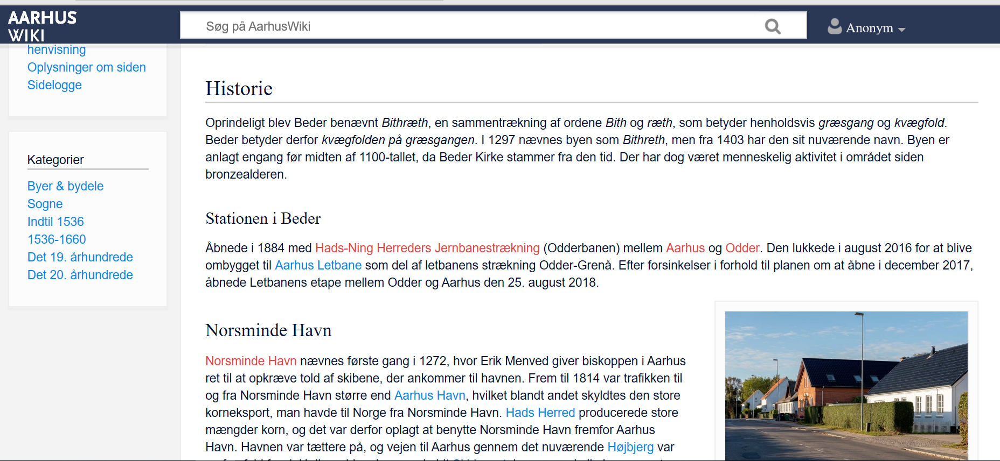 AARHUS
WIKI
Søg på AarhusWiki
Anonym
henvisning
Oplysninger om siden
Sidelogge
Kategorier
Byer & bydele
Sogne
Indtil 1536
1536-1660
Det 19. århundrede
Det 20. århundrede
Historie
Oprindeligt blev Beder benævnt Bithræth, en sammentrækning af ordene Bith og ræth, som betyder henholdsvis græsgang og kvægfold.
Beder betyder derfor kvægfolden på græsgangen. I 1297 nævnes byen som Bithreth, men fra 1403 har den sit nuværende navn. Byen er
anlagt engang før midten af 1100-tallet, da Beder Kirke stammer fra den tid. Der har dog været menneskelig aktivitet i området siden
bronzealderen.
Stationen i Beder
Åbnede i 1884 med Hads-Ning Herreders Jernbanestrækning (Odderbanen) mellem Aarhus og Odder. Den lukkede i august 2016 for at blive
ombygget til Aarhus Letbane som del af letbanens strækning Odder-Grenå. Efter forsinkelser i forhold til planen om at åbne i december 2017,
åbnede Letbanens etape mellem Odder og Aarhus den 25. august 2018.
Norsminde Havn
Norsminde Havn nævnes første gang i 1272, hvor Erik Menved giver biskoppen i Aarhus
ret til at opkræve told af skibene, der ankommer til havnen. Frem til 1814 var trafikken til
og fra Norsminde Havn større end Aarhus Havn, hvilket blandt andet skyldtes den store
korneksport, man havde til Norge fra Norsminde Havn. Hads Herred producerede store
mængder korn, og det var derfor oplagt at benytte Norsminde Havn fremfor Aarhus
Havn. Havnen var tættere på, og vejen til Aarhus gennem det nuværende Højbjerg var